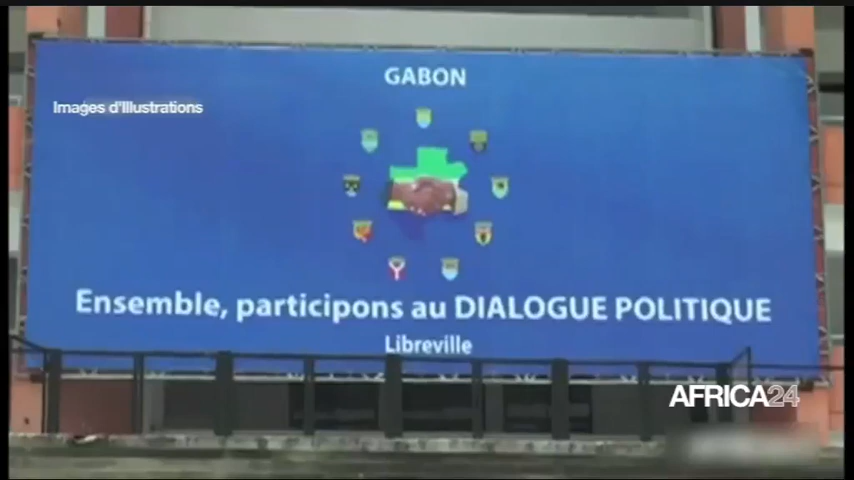 GABON
Images d'Illustrations
Ensemble, participons au DIALOGUE POLITIQUE
Libreville
AFRICA24